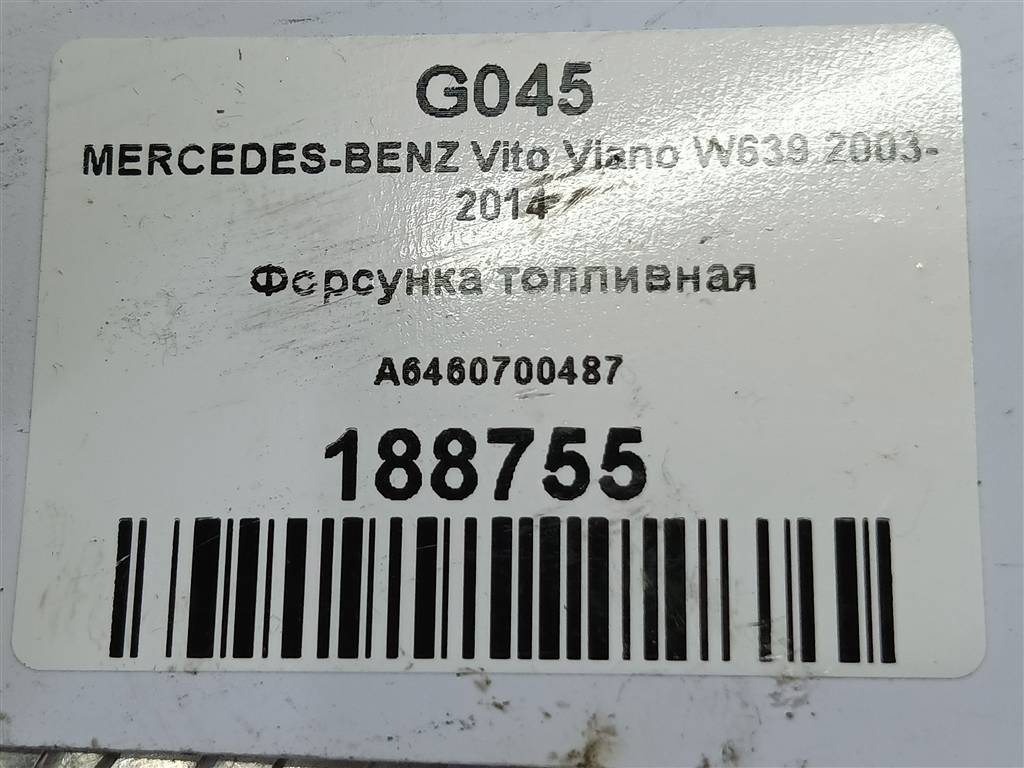 G045
MERCEDES-BENZ Vito Viano W639 2003-
2014
Форсунка топливная
A6460700487
188755